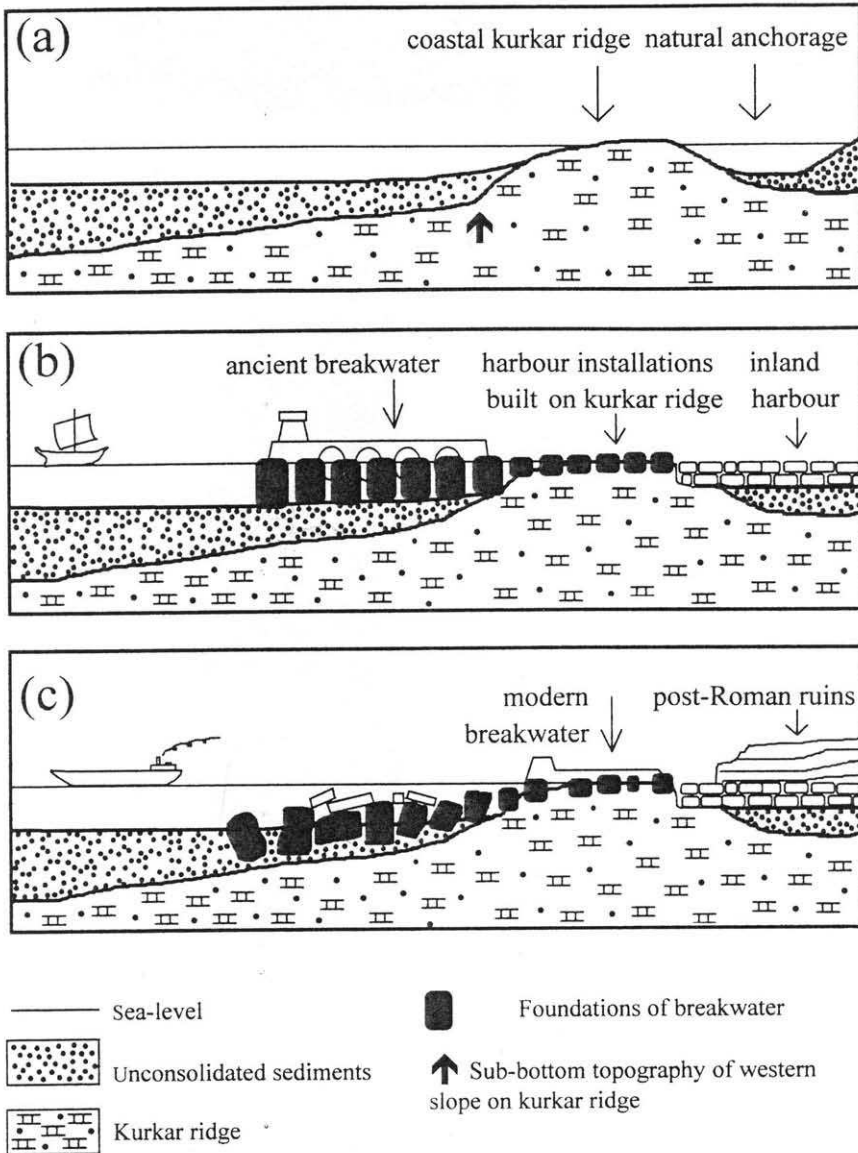 (a)
coastal kurkar ridge natural anchorage
(b)
ancient breakwater
harbour installations
built on kurkar ridge
inland
harbour
(c)
modern
breakwater
post-Roman ruins
Sea-level
Unconsolidated sediments
Kurkar ridge
Foundations of breakwater
Sub-bottom topography of western
slope on kurkar ridge